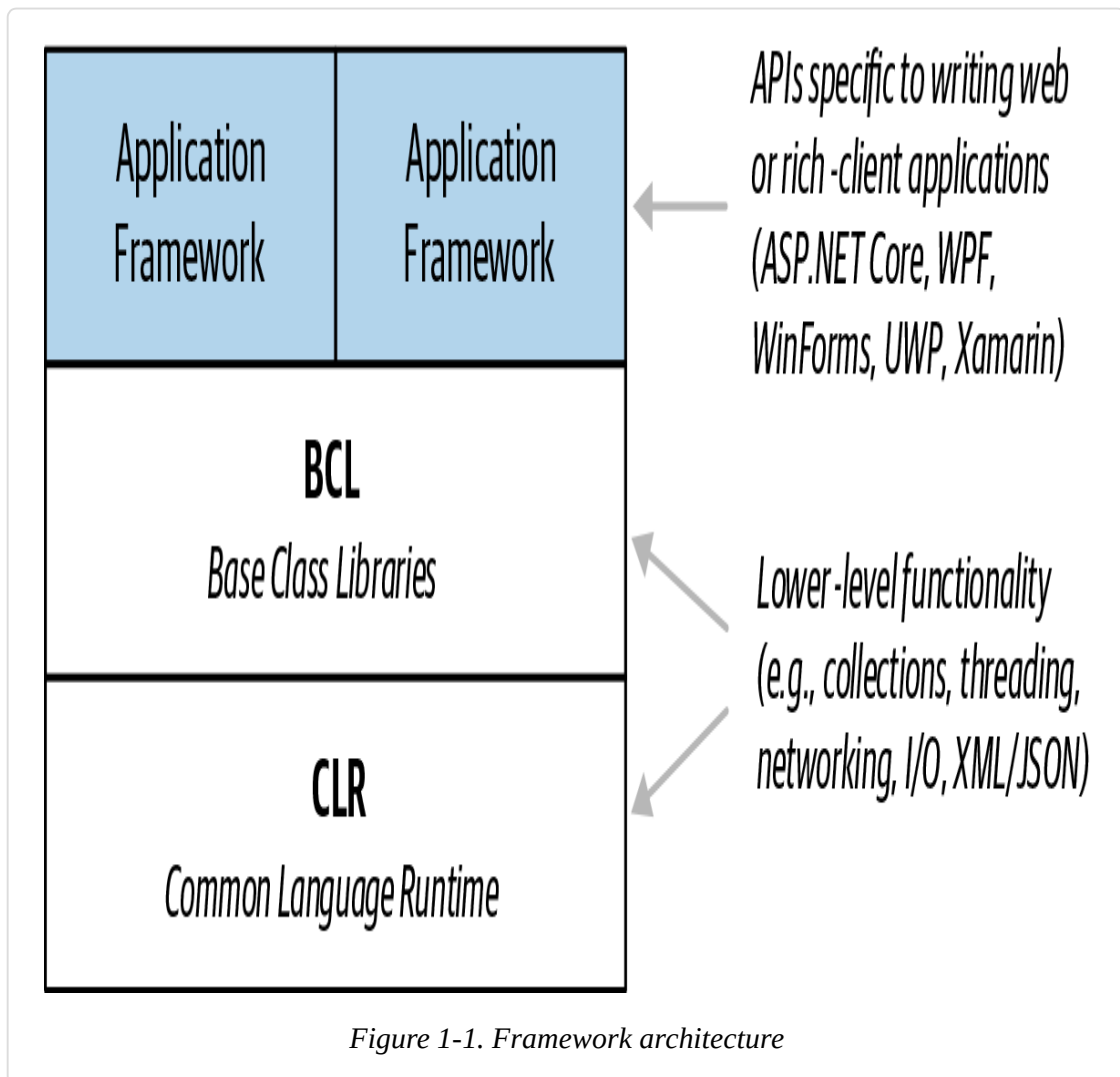 Application
Framework
Application
Framework
APIs specific to writing web
or rich -client applications
(ASP.NET Core, WPF,
WinForms, UWP, Xamarin)
BCL
Base Class Libraries
Lower -level functionality
(e.g., collections, threading,
networking, I/O, XML/JSON)
CLR
Common Language Runtime
Figure 1-1. Framework architecture